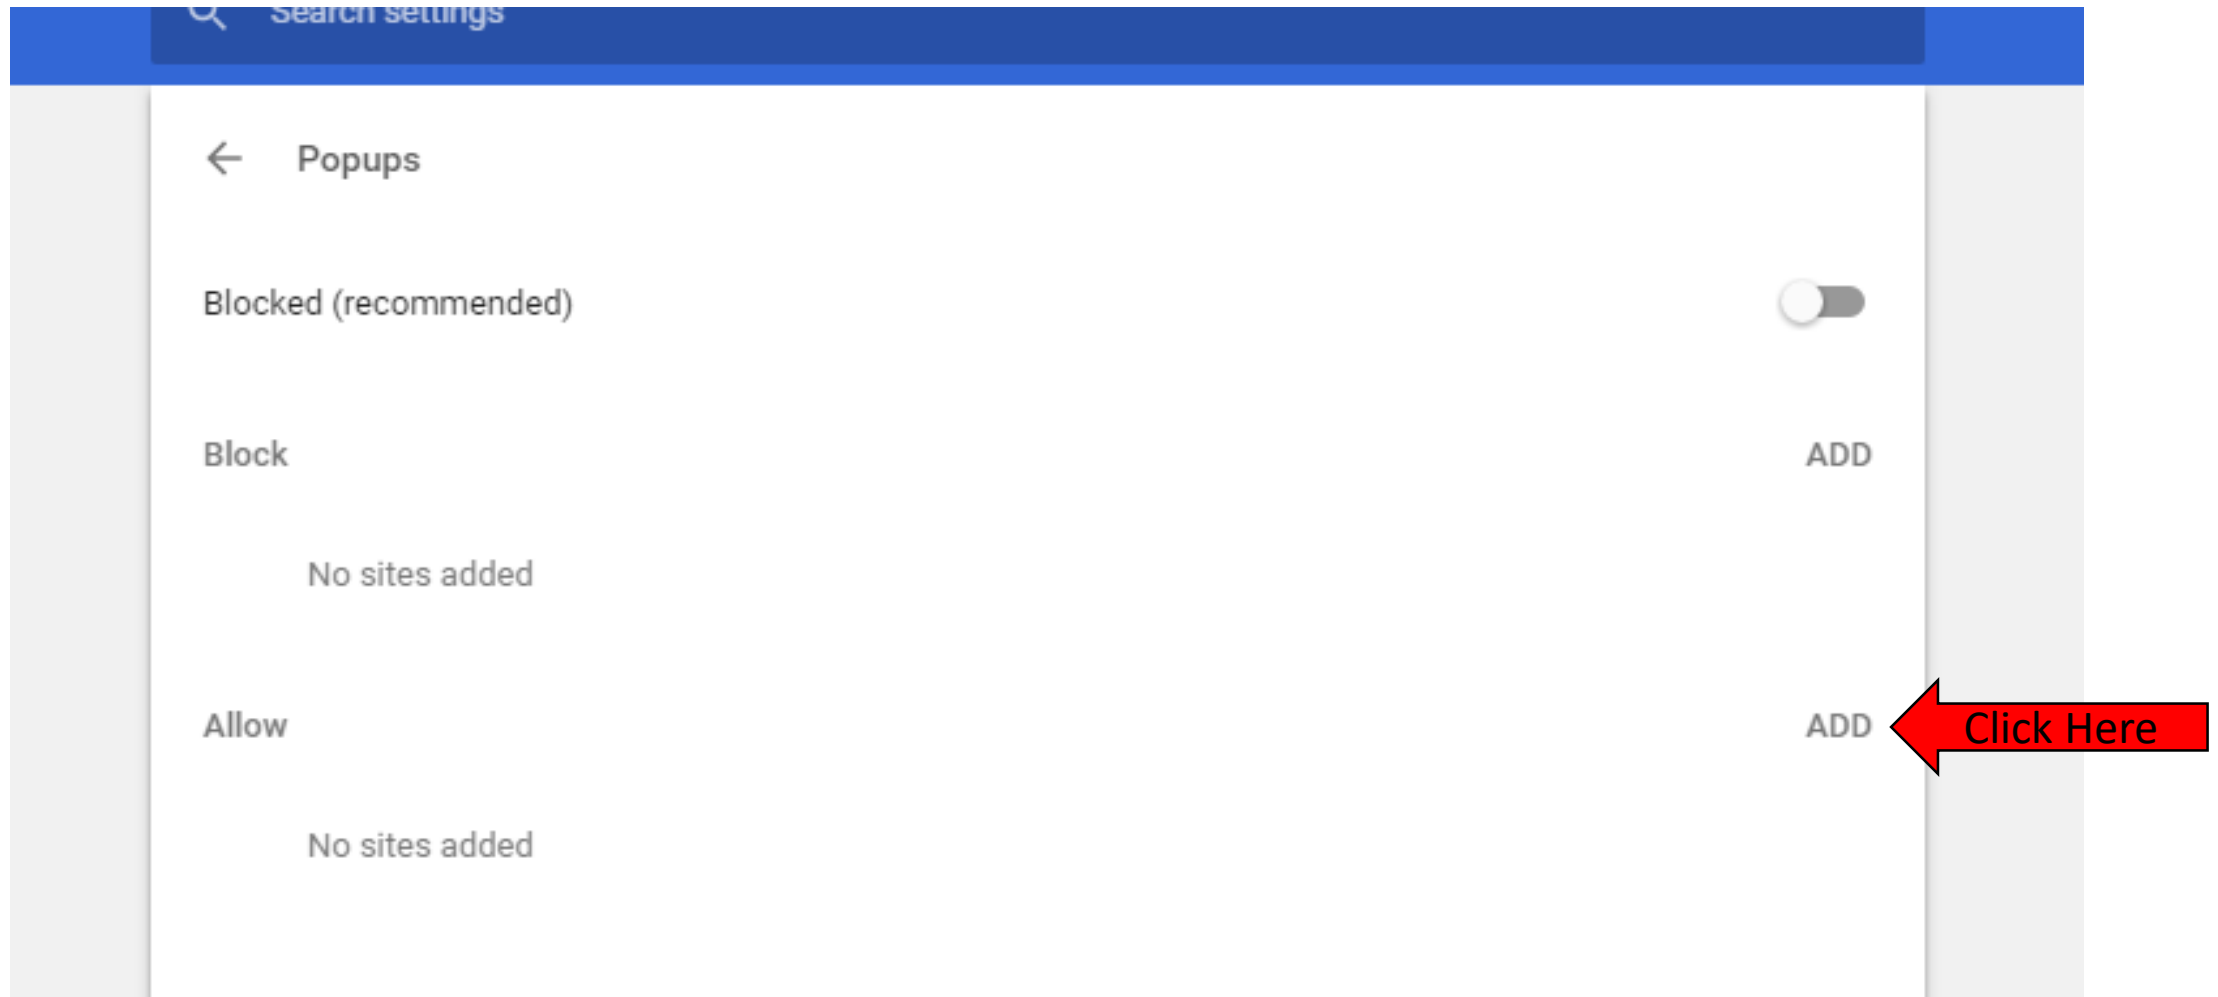 Search settings
Popups
Blocked (recommended)
Block
ADD
No sites added
Allow
ADD
Click Here
No sites added